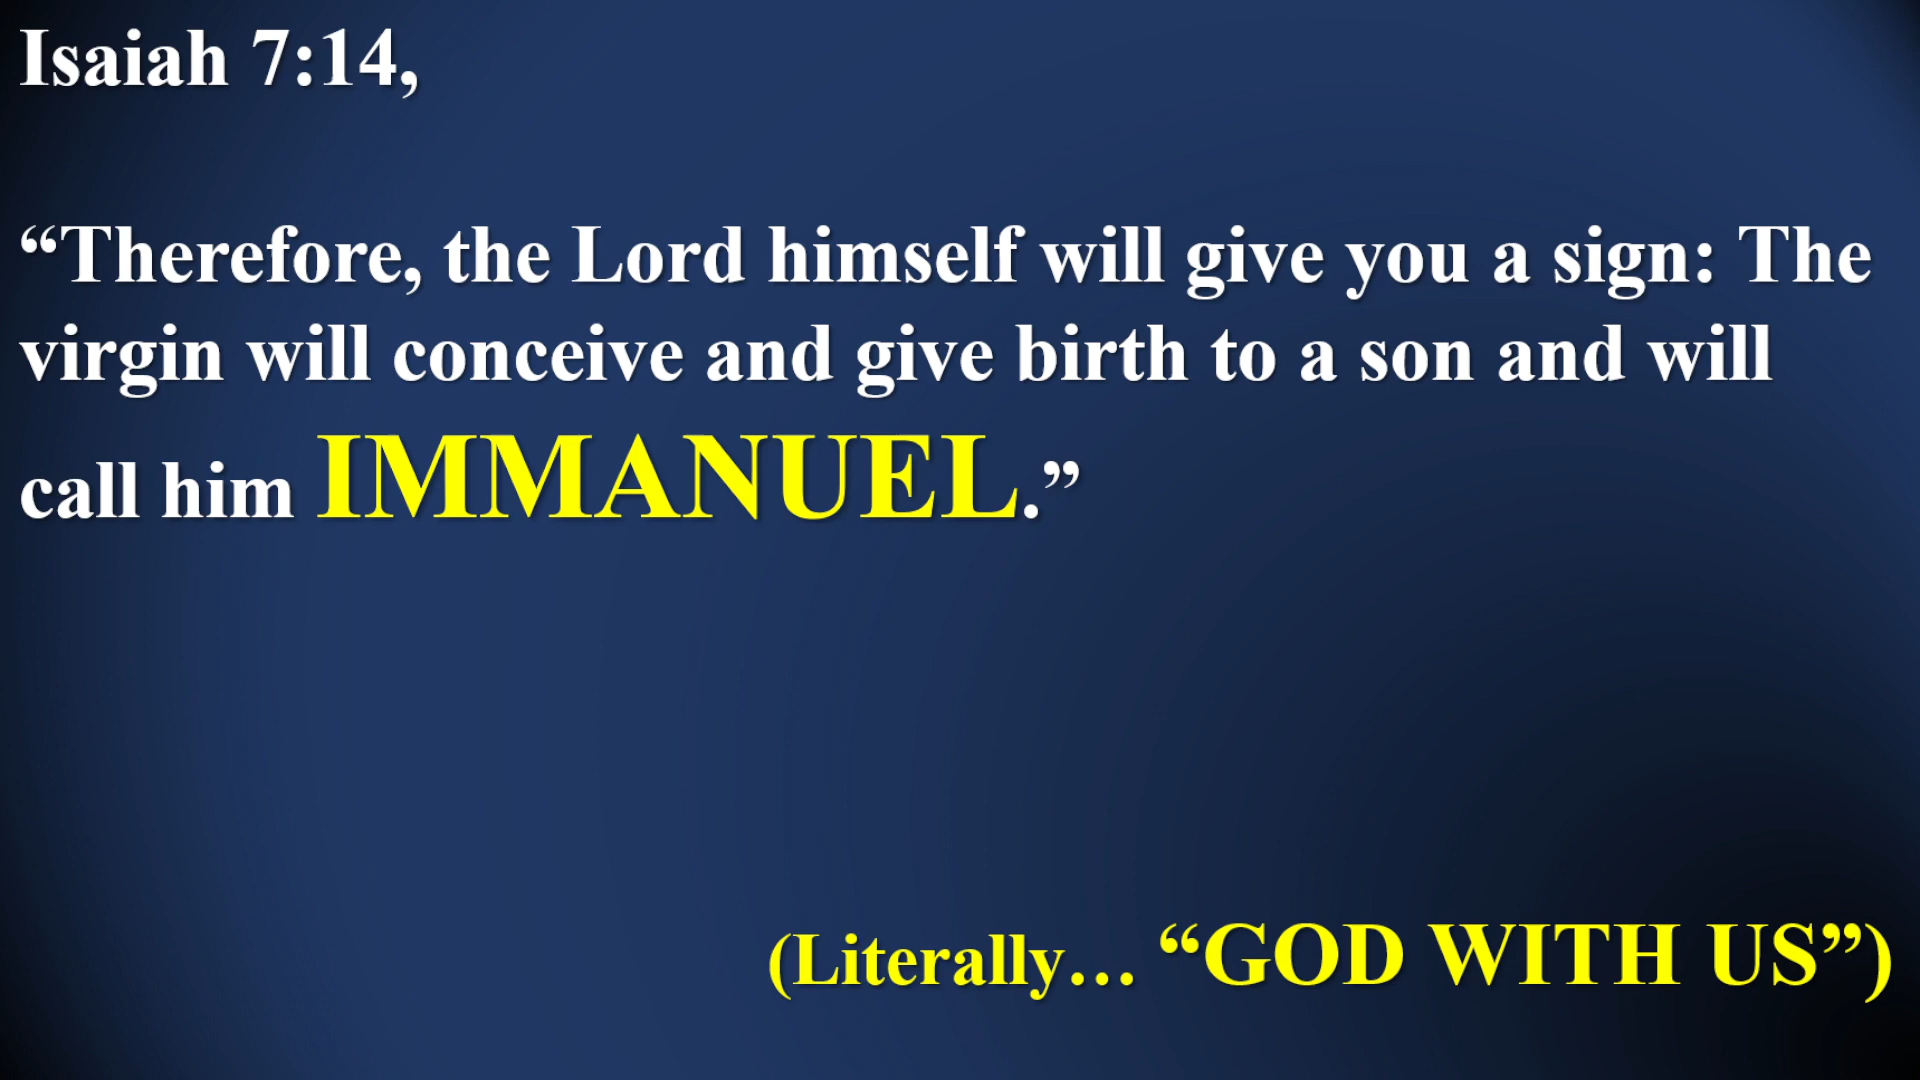 Isaiah 7:14,
“Therefore, the Lord himself will give you a sign: The
virgin will conceive and give birth to a son and will
call him IMMANUEL.”
(Literally… “GOD WITH US”)